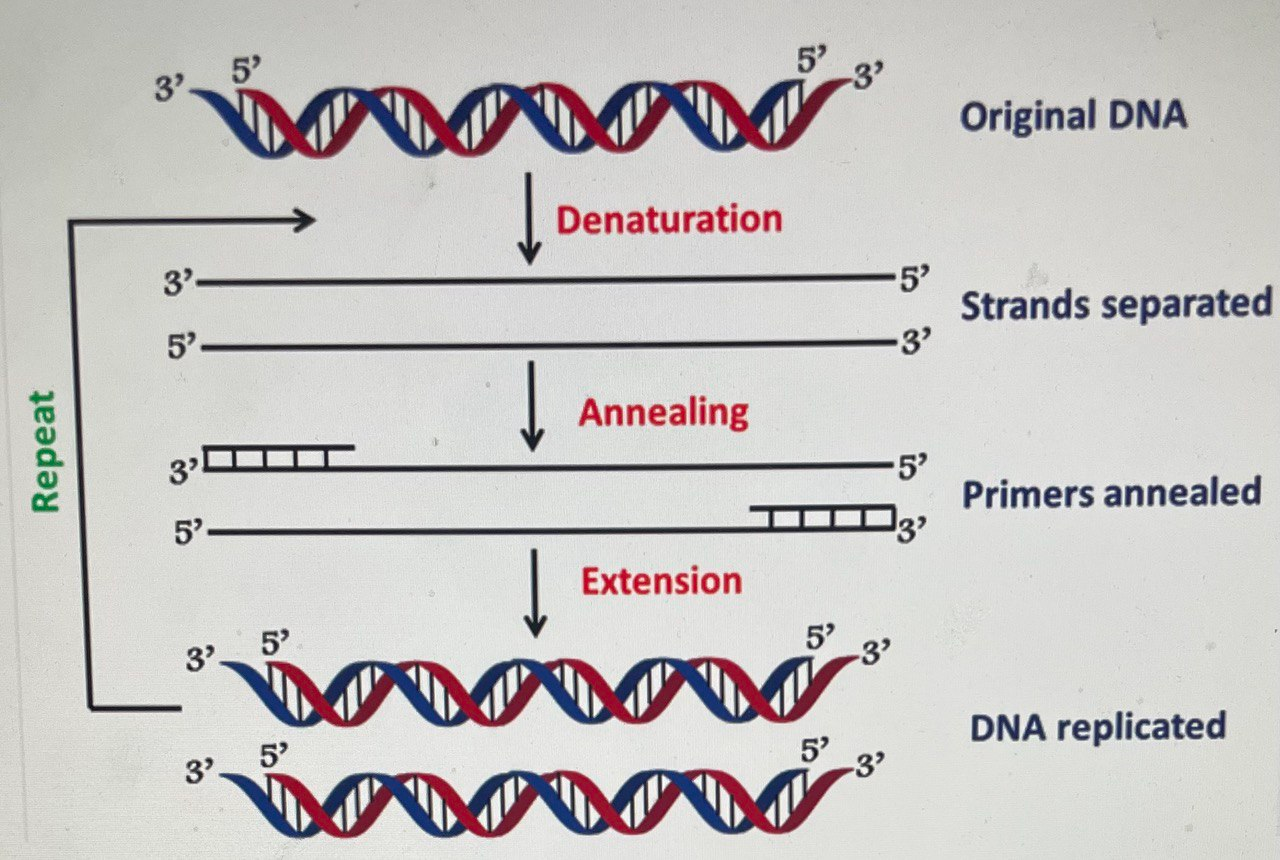 3’ 5’ 5’ 3’
Original DNA
Denaturation
3’ 5’
Strands separated
5’ 3’
Annealing
Repeat
3’ 5’
Primers annealed
5’ 3’
Extension
3’ 5’ 5’ 3’
DNA replicated
3’ 5’ 5’ 3’